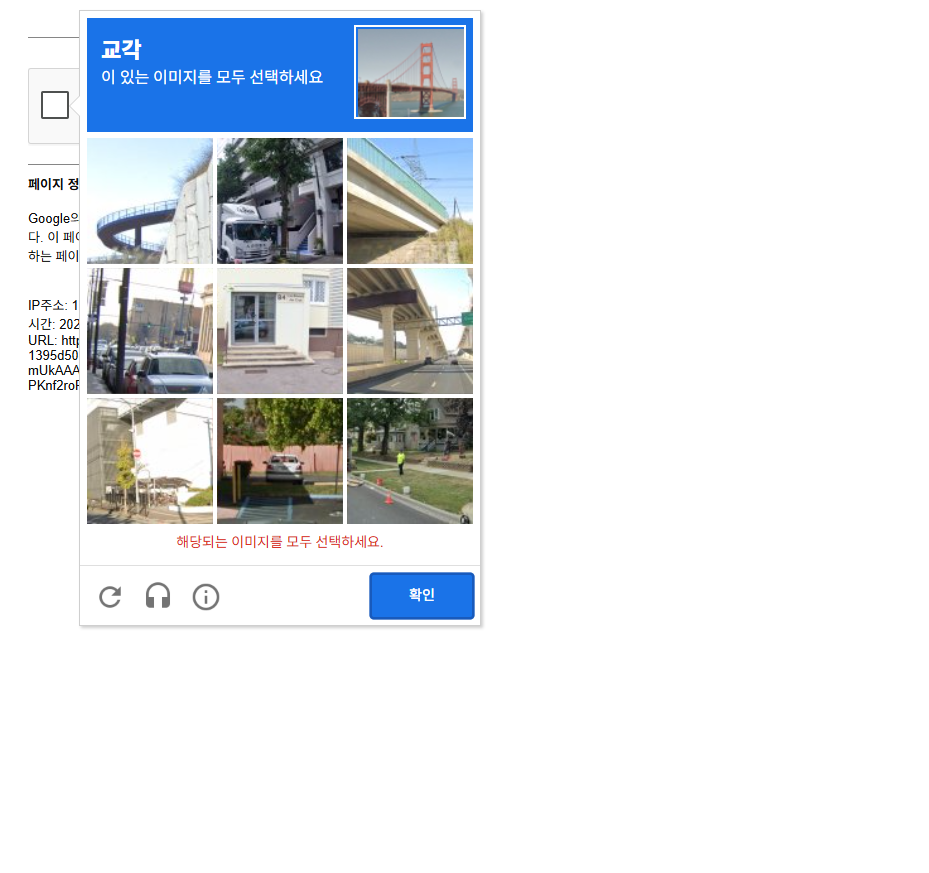 교각
이 있는 이미지를 모두 선택하세요
페이지 정
Google의
다. 이 페이
하는 페이
IP주소: 1
시간: 202
URL: http
1395d50
mUkAAA
PKnf2roF
해당되는 이미지를 모두 선택하세요.
확인